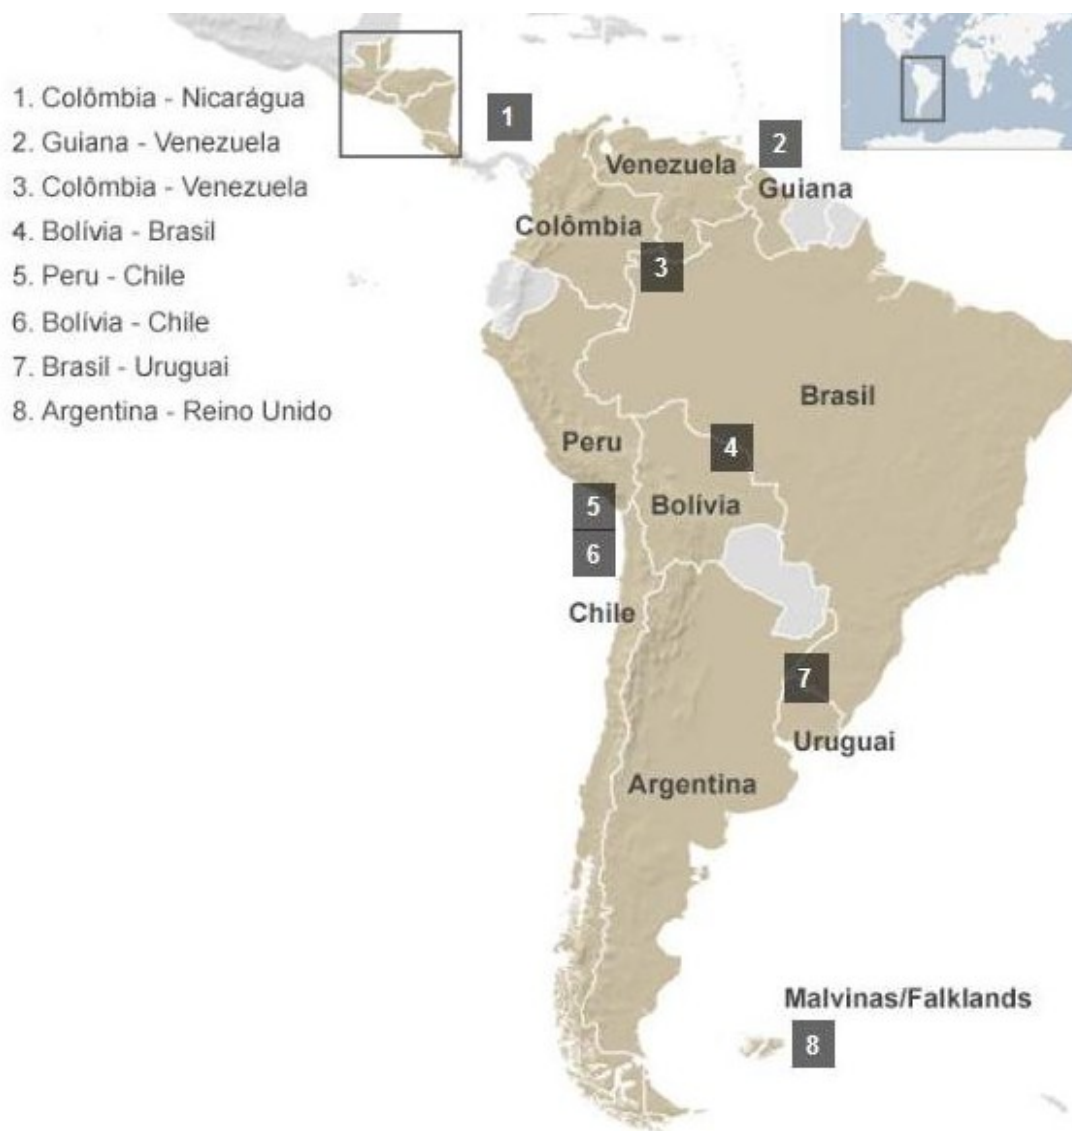 1. Colômbia - Nicarágua
2. Guiana - Venezuela
3. Colômbia - Venezuela
4. Bolívia - Brasil
5. Peru - Chile
6. Bolívia - Chile
7. Brasil - Uruguai
8. Argentina - Reino Unido
1
2
Venezuela
Guiana
Colômbia
3
Brasil
Peru
4
5
Bolívia
6
Chile
7
Uruguai
Argentina
Malvinas/Falklands
8